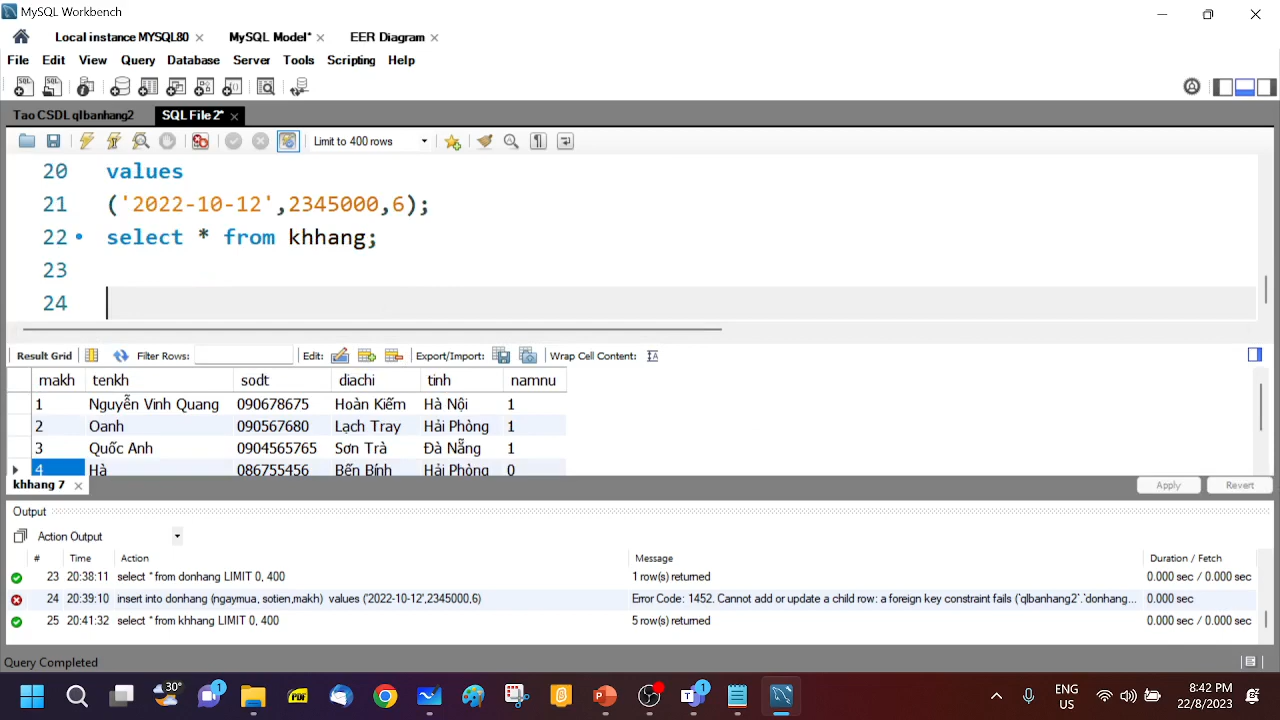 MySQL Workbench
Local instance MYSQL80
MySQL Model*
EER Diagram
File Edit View Query Database Server Tools Scripting Help
Tao CSDL qlbanhang2
SQL File 2*
Limit to 400 rows
20 values
21 ('2022-10-12',2345000,6);
22 select * from khhang;
23
24
Result Grid Filter Rows: Edit: Export/Import: Wrap Cell Content:
makh tenkh sodt diachi tinh namnu
1 Nguyễn Vinh Quang 090678675 Hoàn Kiếm Hà Nội 1
2 Oanh 090567680 Lạch Tray Hải Phòng 1
3 Quốc Anh 0904565765 Sơn Trà Đà Nẵng 1
4 Hà 086755456 Bến Bính Hải Phòng 0
khhang 7
Apply Revert
Output
Action Output
# Time Action Message Duration / Fetch
23 20:38:11 select * from donhang LIMIT 0, 400 1 row(s) returned 0.000 sec / 0.000 sec
24 20:39:10 insert into donhang (ngaymua, sotien,makh) values ('2022-10-12',2345000,6) Error Code: 1452. Cannot add or update a child row: a foreign key constraint fails (`qlbanhang2`.`donhang... 0.000 sec
25 20:41:32 select * from khhang LIMIT 0, 400 5 row(s) returned 0.000 sec / 0.000 sec
Query Completed
30°
1
PDF
1
ENG
US
8:42 PM
22/8/2023